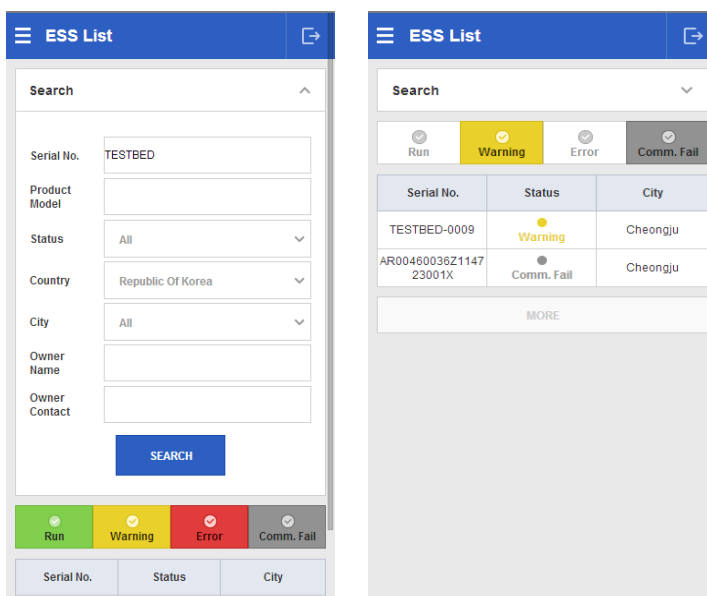 ESS List
Search
Serial No. TESTBED
Product
Model
Status All
Country Republic Of Korea
City All
Owner
Name
Owner
Contact
SEARCH
Run Warning Error Comm. Fail
Serial No. Status City
ESS List
Search
Run Warning Error Comm. Fail
Serial No. Status City
TESTBED-0009 Warning Cheongju
AR00460036Z1147
23001X Comm. Fail Cheongju
MORE